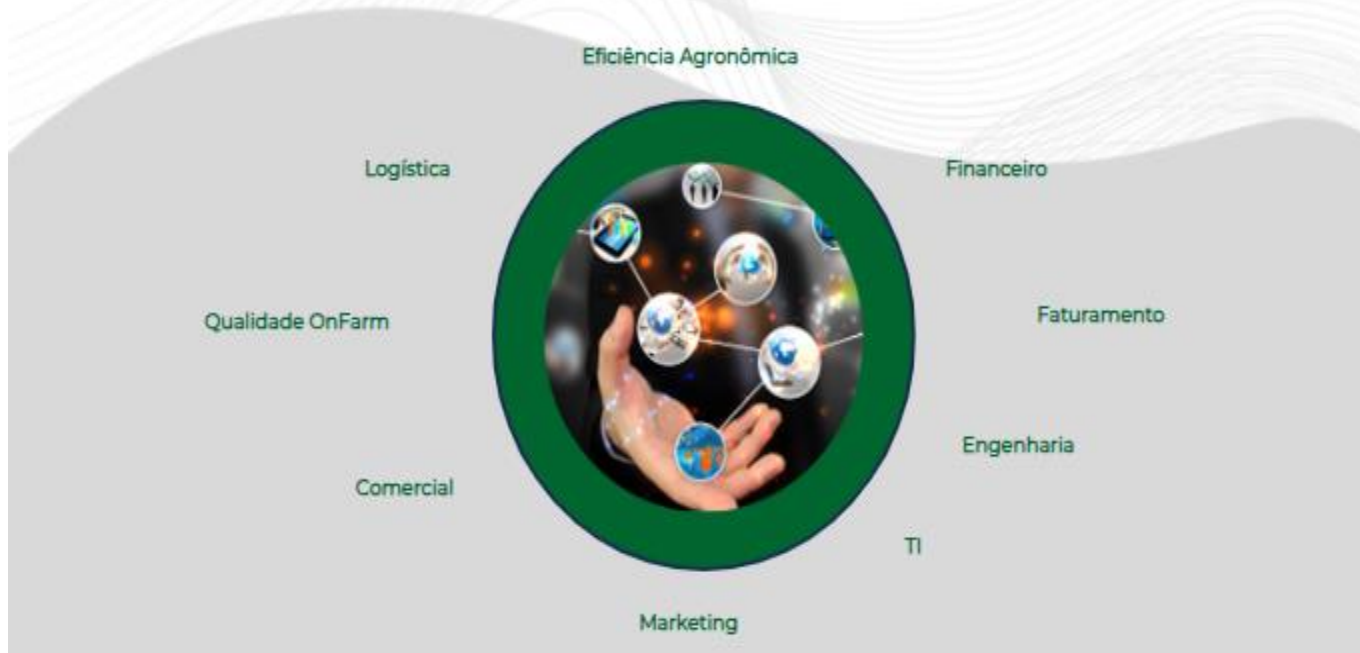 Eficiência Agronômica
Logística
Financeiro
Qualidade OnFarm
Faturamento
Engenharia
Comercial
TI
Marketing